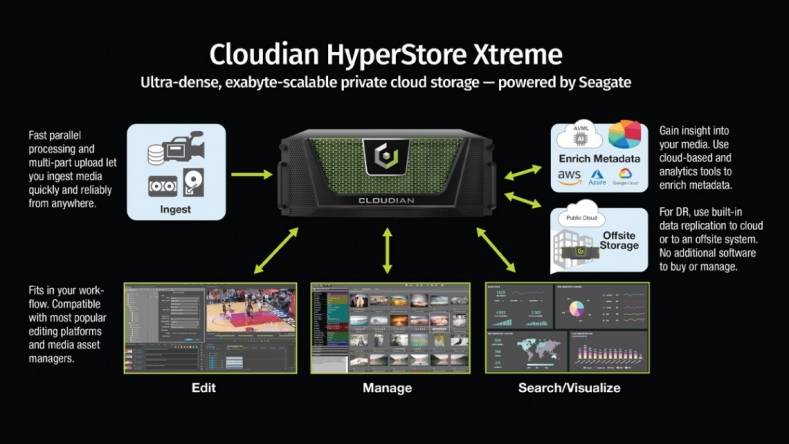 Cloudian HyperStore Xtreme
Ultra-dense, exabyte-scalable private cloud storage — powered by Seagate
Fast parallel
processing and
multi-part upload let
you ingest media
quickly and reliably
from anywhere.
Ingest
CLOUDIAN
AI/ML
AI
Enrich Metadata
aws
Azure
Google Cloud
Gain insight into
your media. Use
cloud-based and
analytics tools to
enrich metadata.
Public Cloud
Offsite
Storage
For DR, use built-in
data replication to cloud
or to an offsite system.
No additional software
to buy or manage.
Fits in your work-
flow. Compatible
with most popular
editing platforms
and media asset
managers.
Edit
Manage
Search/Visualize